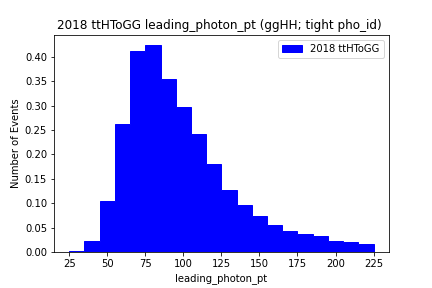 2018 ttHToGG leading_photon_pt (ggHH; tight pho_id)
2018 ttHToGG
Number of Events
0.40
0.35
0.30
0.25
0.20
0.15
0.10
0.05
0.00
25 50 75 100 125 150 175 200 225
leading_photon_pt